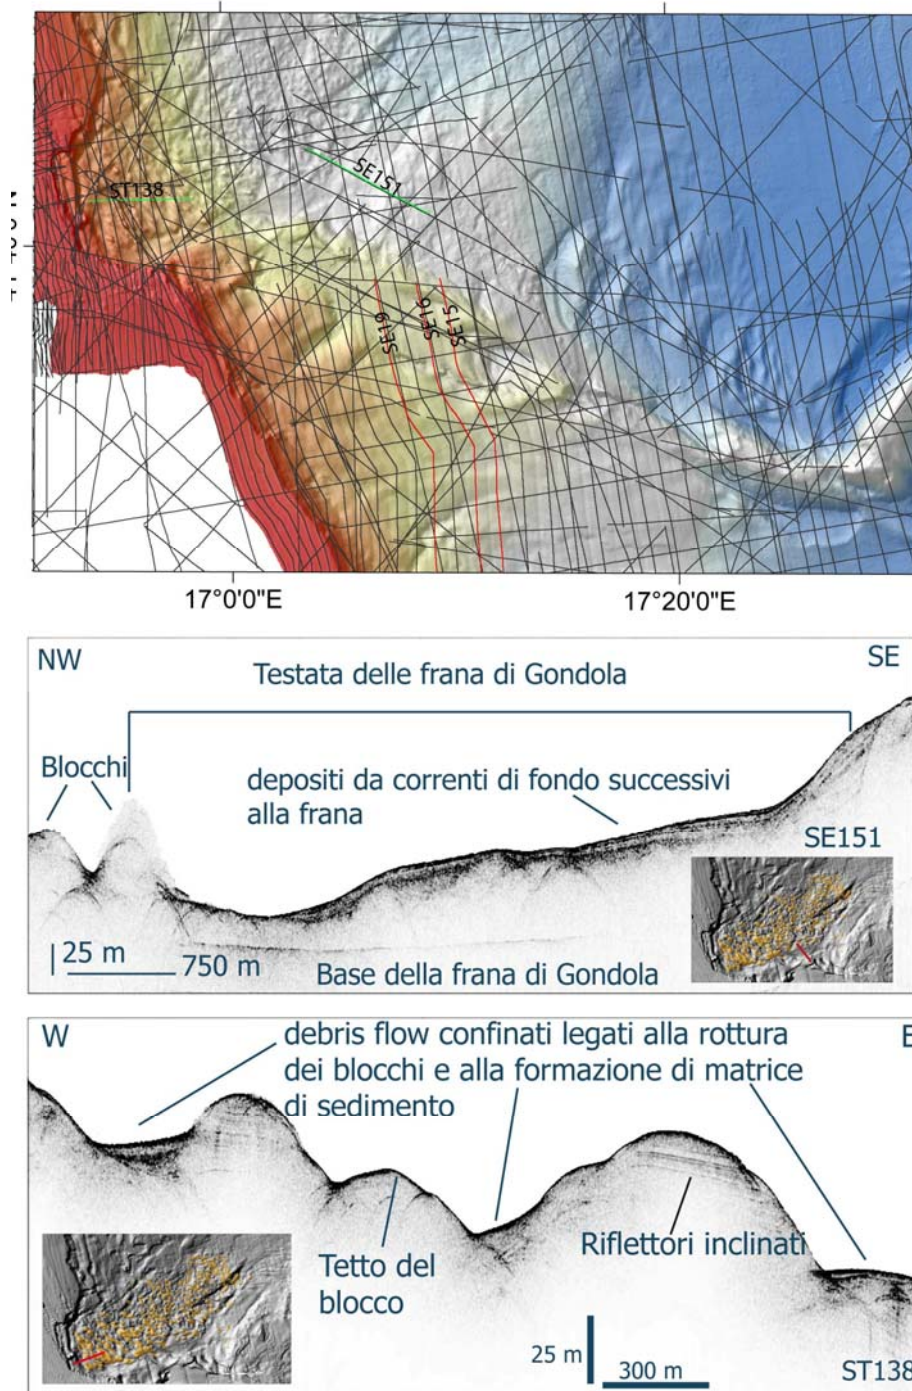 ST138
SE151
SE19
SE16
SE15
17°0'0"E
17°20'0"E
NW
SE
Testata delle frana di Gondola
Blocchi
depositi da correnti di fondo successivi
alla frana
SE151
25 m
750 m
Base della frana di Gondola
W
E
debris flow confinati legati alla rottura
dei blocchi e alla formazione di matrice
di sedimento
Tetto del
blocco
Riflettori inclinati
25 m
300 m
ST138